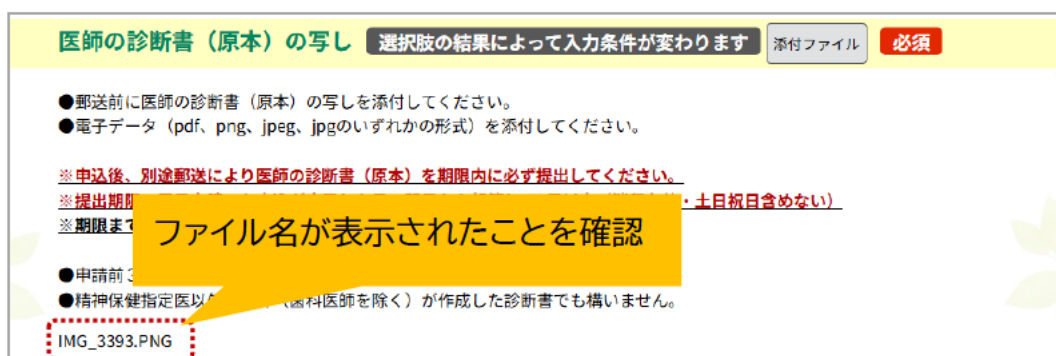 医師の診断書（原本）の写し 選択肢の結果によって入力条件が変わります 添付ファイル 必須
●郵送前に医師の診断書（原本）の写しを添付してください。
●電子データ（pdf、png、jpeg、jpgのいずれかの形式）を添付してください。
※申込後、別途郵送により医師の診断書（原本）を期限内に必ず提出してください。
※提出期限 ・土日祝日含めない）
※期限まで
ファイル名が表示されたことを確認
●申請前
●精神保健指定医以 （歯科医師を除く）が作成した診断書でも構いません。
IMG_3393.PNG